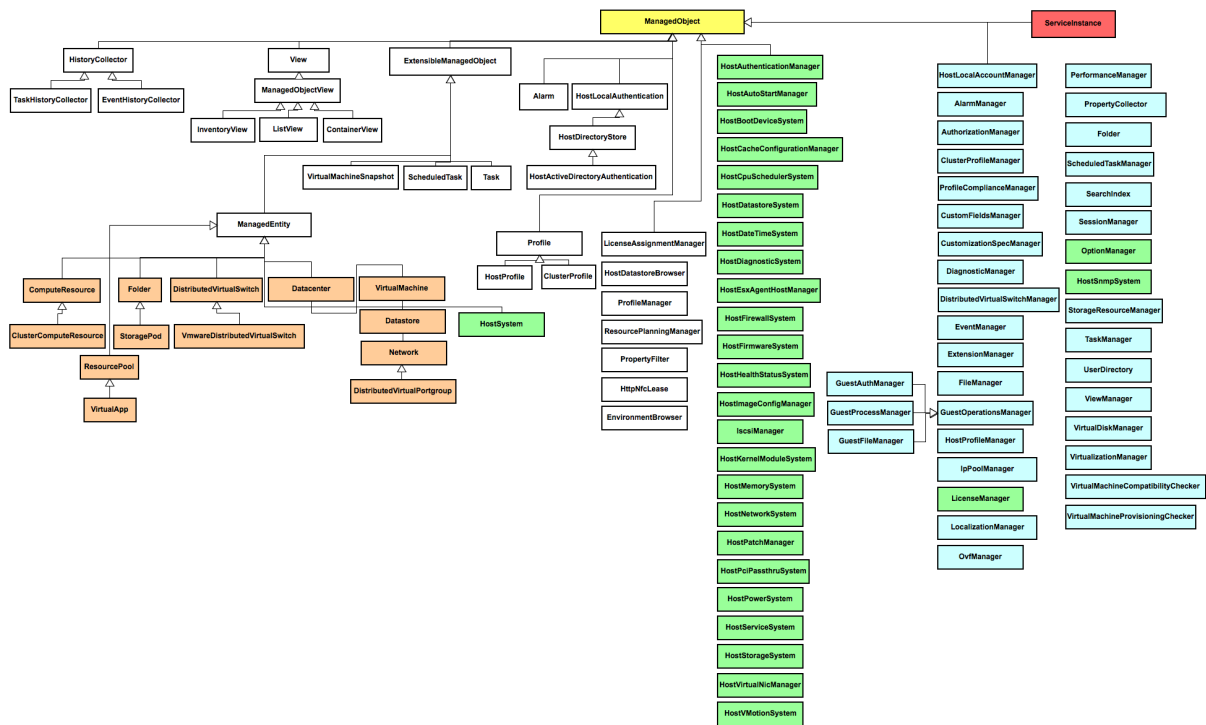 ManagedObject
ServiceInstance
HistoryCollector
View
ExtensibleManagedObject
TaskHistoryCollector
EventHistoryCollector
ManagedObjectView
InventoryView
ListView
ContainerView
Alarm
HostLocalAuthentication
HostDirectoryStore
HostActiveDirectoryAuthentication
VirtualMachineSnapshot
ScheduledTask
Task
ManagedEntity
Profile
HostProfile
ClusterProfile
ComputeResource
Folder
DistributedVirtualSwitch
Datacenter
VirtualMachine
ClusterComputeResource
StoragePod
VmwareDistributedVirtualSwitch
Datastore
HostSystem
ResourcePool
Network
VirtualApp
DistributedVirtualPortgroup
LicenseAssignmentManager
HostDatastoreBrowser
ProfileManager
ResourcePlanningManager
PropertyFilter
HttpNfcLease
EnvironmentBrowser
HostAuthenticationManager
HostAutoStartManager
HostBootDeviceSystem
HostCacheConfigurationManager
HostCpuSchedulerSystem
HostDatastoreSystem
HostDateTimeSystem
HostDiagnosticSystem
HostEsxAgentHostManager
HostFirewallSystem
HostFirmwareSystem
HostHealthStatusSystem
HostImageConfigManager
IscsiManager
HostKernelModuleSystem
HostMemorySystem
HostNetworkSystem
HostPatchManager
HostPciPassthruSystem
HostPowerSystem
HostServiceSystem
HostStorageSystem
HostVirtualNicManager
HostVMotionSystem
GuestAuthManager
GuestProcessManager
GuestFileManager
HostLocalAccountManager
AlarmManager
AuthorizationManager
ClusterProfileManager
ProfileComplianceManager
CustomFieldsManager
CustomizationSpecManager
DiagnosticManager
DistributedVirtualSwitchManager
EventManager
ExtensionManager
FileManager
GuestOperationsManager
HostProfileManager
IpPoolManager
LicenseManager
LocalizationManager
OvfManager
PerformanceManager
PropertyCollector
Folder
ScheduledTaskManager
SearchIndex
SessionManager
OptionManager
HostSnmpSystem
StorageResourceManager
TaskManager
UserDirectory
ViewManager
VirtualDiskManager
VirtualizationManager
VirtualMachineCompatibilityChecker
VirtualMachineProvisioningChecker